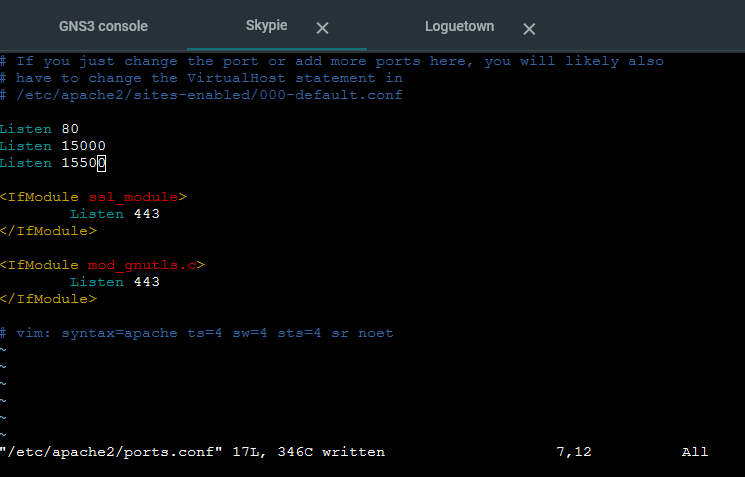 GNS3 console Skypie × Loguetown ×
# If you just change the port or add more ports here, you will likely also
# have to change the VirtualHost statement in
# /etc/apache2/sites-enabled/000-default.conf
Listen 80
Listen 15000
Listen 15500
<IfModule ssl_module>
Listen 443
</IfModule>
<IfModule mod_gnutls.c>
Listen 443
</IfModule>
# vim: syntax=apache ts=4 sw=4 sts=4 sr noet
~
~
~
~
~
~
"/etc/apache2/ports.conf" 17L, 346C written 7,12 All